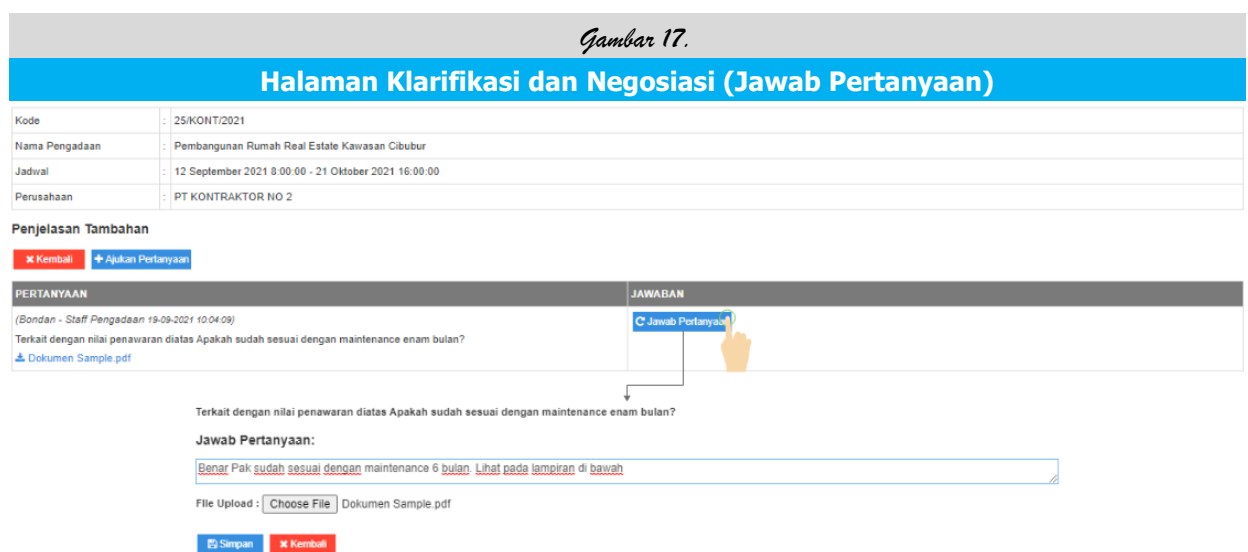 Gambar 17.
Halaman Klarifikasi dan Negosiasi (Jawab Pertanyaan)
Kode : 25/KONT/2021
Nama Pengadaan : Pembangunan Rumah Real Estate Kawasan Cibubur
Jadwal : 12 September 2021 8:00:00 - 21 Oktober 2021 16:00:00
Perusahaan : PT KONTRAKTOR NO 2
Penjelasan Tambahan
Kembali Ajukan Pertanyaan
PERTANYAAN JAWABAN
(Bondan - Staff Pengadaan 19-09-2021 10:04:09) Jawab Pertanyaan
Terkait dengan nilai penawaran diatas Apakah sudah sesuai dengan maintenance enam bulan?
Dokumen Sample.pdf
Terkait dengan nilai penawaran diatas Apakah sudah sesuai dengan maintenance enam bulan?
Jawab Pertanyaan:
Benar Pak sudah sesuai dengan maintenance 6 bulan. Lihat pada lampiran di bawah
File Upload : Choose File Dokumen Sample.pdf
Simpan Kembali